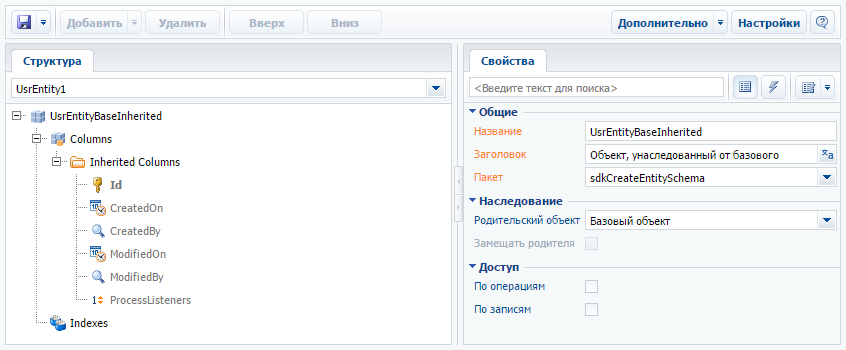 Добавить Удалить Вверх Вниз Дополнительно Настройки
Структура
UsrEntity1
UsrEntityBaseInherited
Columns
Inherited Columns
Id
CreatedOn
CreatedBy
ModifiedOn
ModifiedBy
ProcessListeners
Indexes
Свойства
<Введите текст для поиска>
Общие
Название UsrEntityBaseInherited
Заголовок Объект, унаследованный от базового
Пакет sdkCreateEntitySchema
Наследование
Родительский объект Базовый объект
Замещать родителя
Доступ
По операциям
По записям